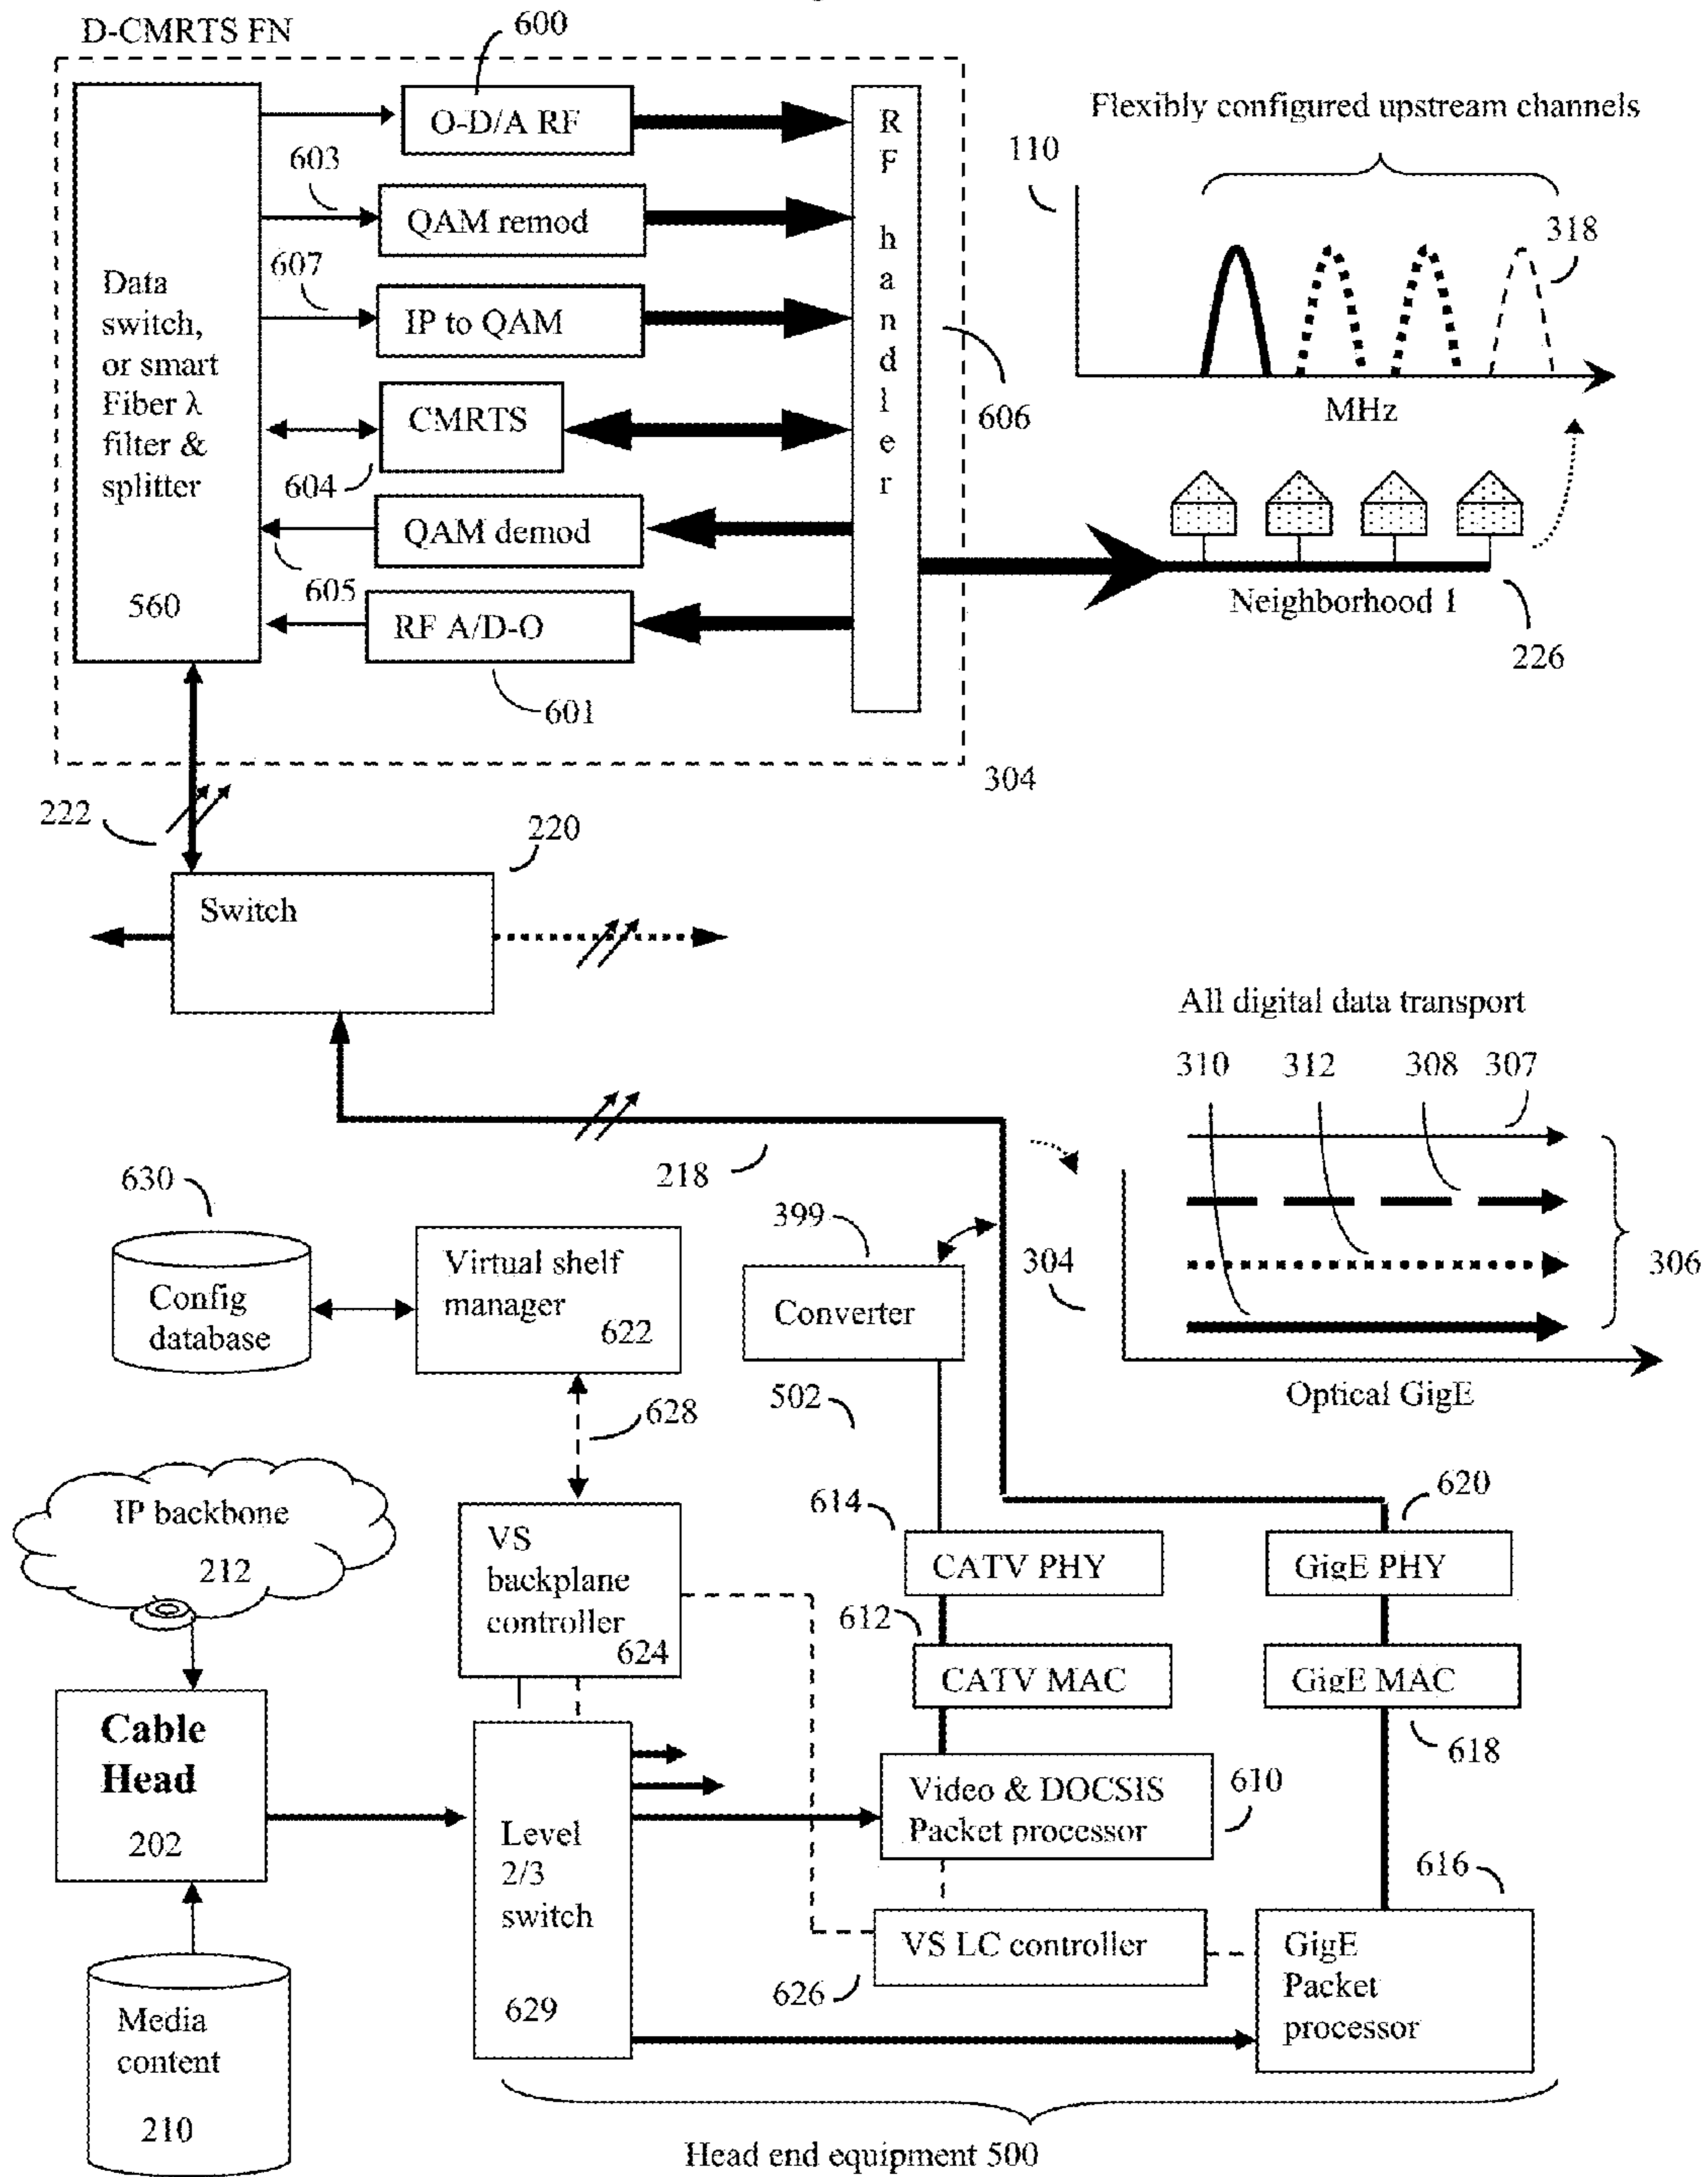 D-CMRTS FN
600
O-D/A RF
603
QAM remod
607
IP to QAM
CMRTS
604
QAM demod
605
RF A/D-O
601
Data
switch,
or smart
Fiber λ
filter &
splitter
560
RF handler
606
304
Flexibly configured upstream channels
110
318
MHz
Neighborhood 1
226
222
220
Switch
All digital data transport
310 312 308 307
218
306
304
Optical GigE
630
Config
database
Virtual shelf
manager
622
399
Converter
502
628
IP backbone
212
VS
backplane
controller
624
614
CATV PHY
620
GigE PHY
612
CATV MAC
GigE MAC
618
Cable
Head
202
Level
2/3
switch
629
Video & DOCSIS
Packet processor
610
616
VS LC controller
626
GigE
Packet
processor
Media
content
210
Head end equipment 500